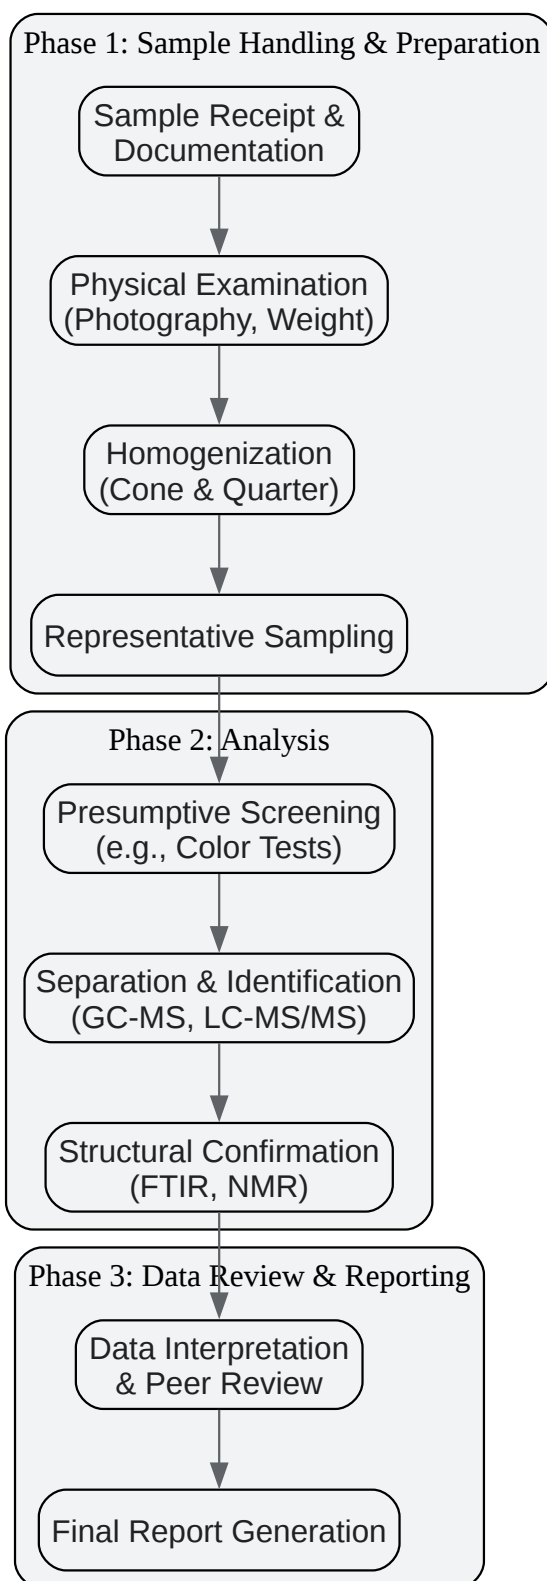 Phase 1: Sample Handling & Preparation
Sample Receipt &
Documentation
Physical Examination
(Photography, Weight)
Homogenization
(Cone & Quarter)
Representative Sampling
Phase 2: Analysis
Presumptive Screening
(e.g., Color Tests)
Separation & Identification
(GC-MS, LC-MS/MS)
Structural Confirmation
(FTIR, NMR)
Phase 3: Data Review & Reporting
Data Interpretation
& Peer Review
Final Report Generation